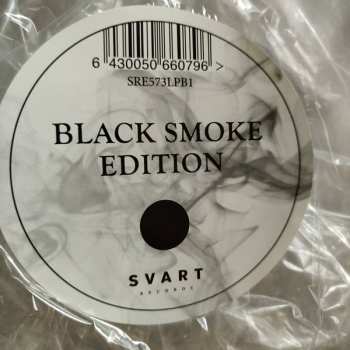 6 430050 660796 >
SRE573LPB1
BLACK SMOKE
EDITION
SVART
RECORDS